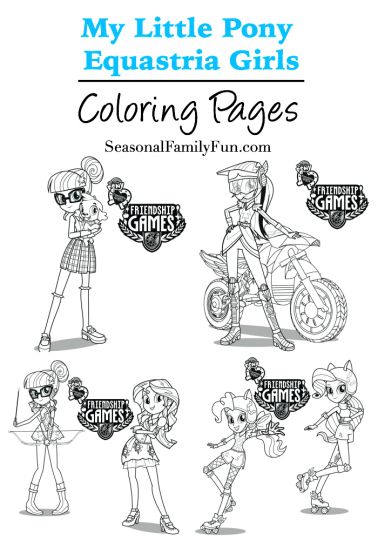 My Little Pony
Equastria Girls
Coloring Pages
SeasonalFamilyFun.com
FRIENDSHIP
GAMES
FRIENDSHIP
GAMES
FRIENDSHIP
GAMES
FRIENDSHIP
GAMES